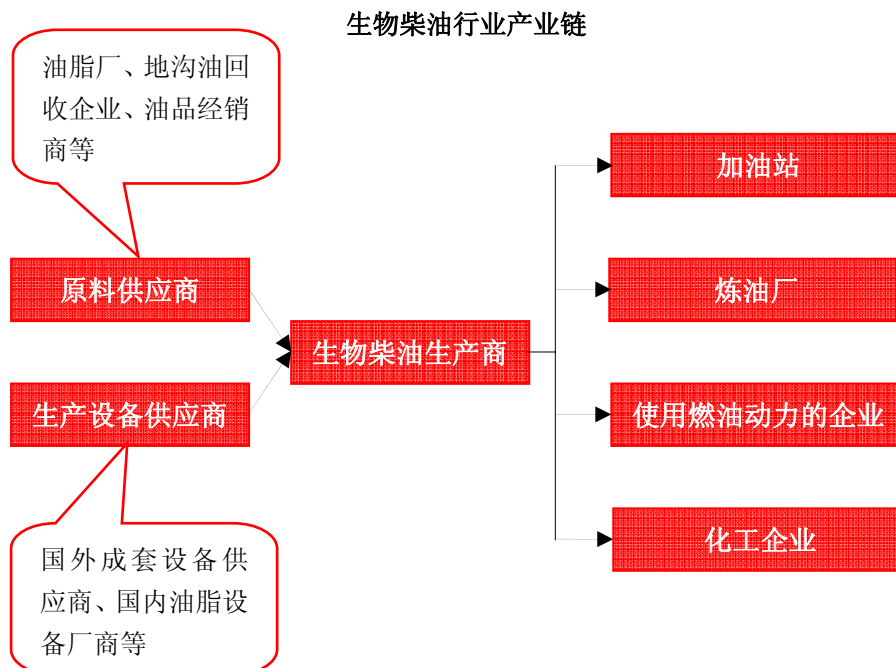 生物柴油行业产业链
油脂厂、地沟油回
收企业、油品经销
商等
原料供应商
生产设备供应商
国外成套设备供
应商、国内油脂设
备厂商等
生物柴油生产商
加油站
炼油厂
使用燃油动力的企业
化工企业